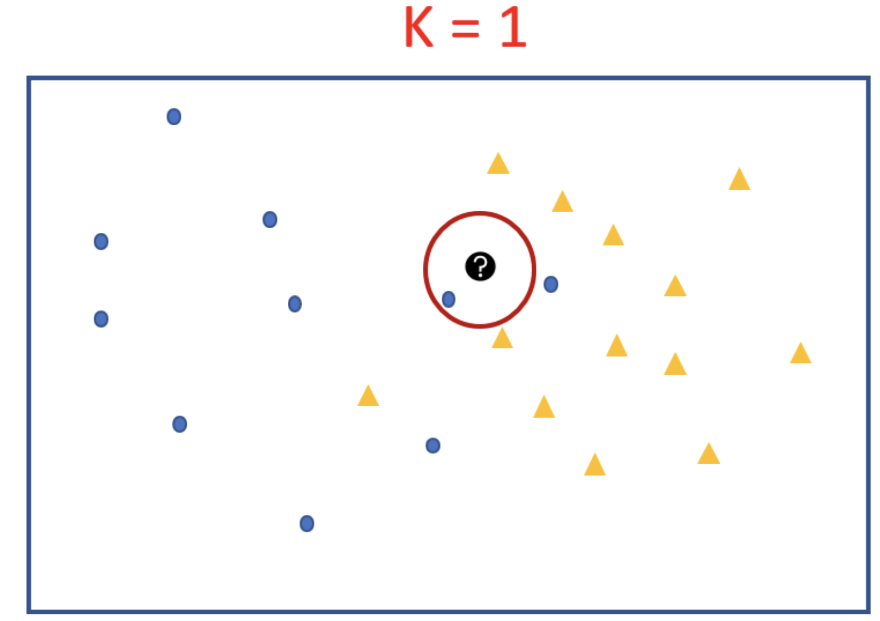 K = 1
?